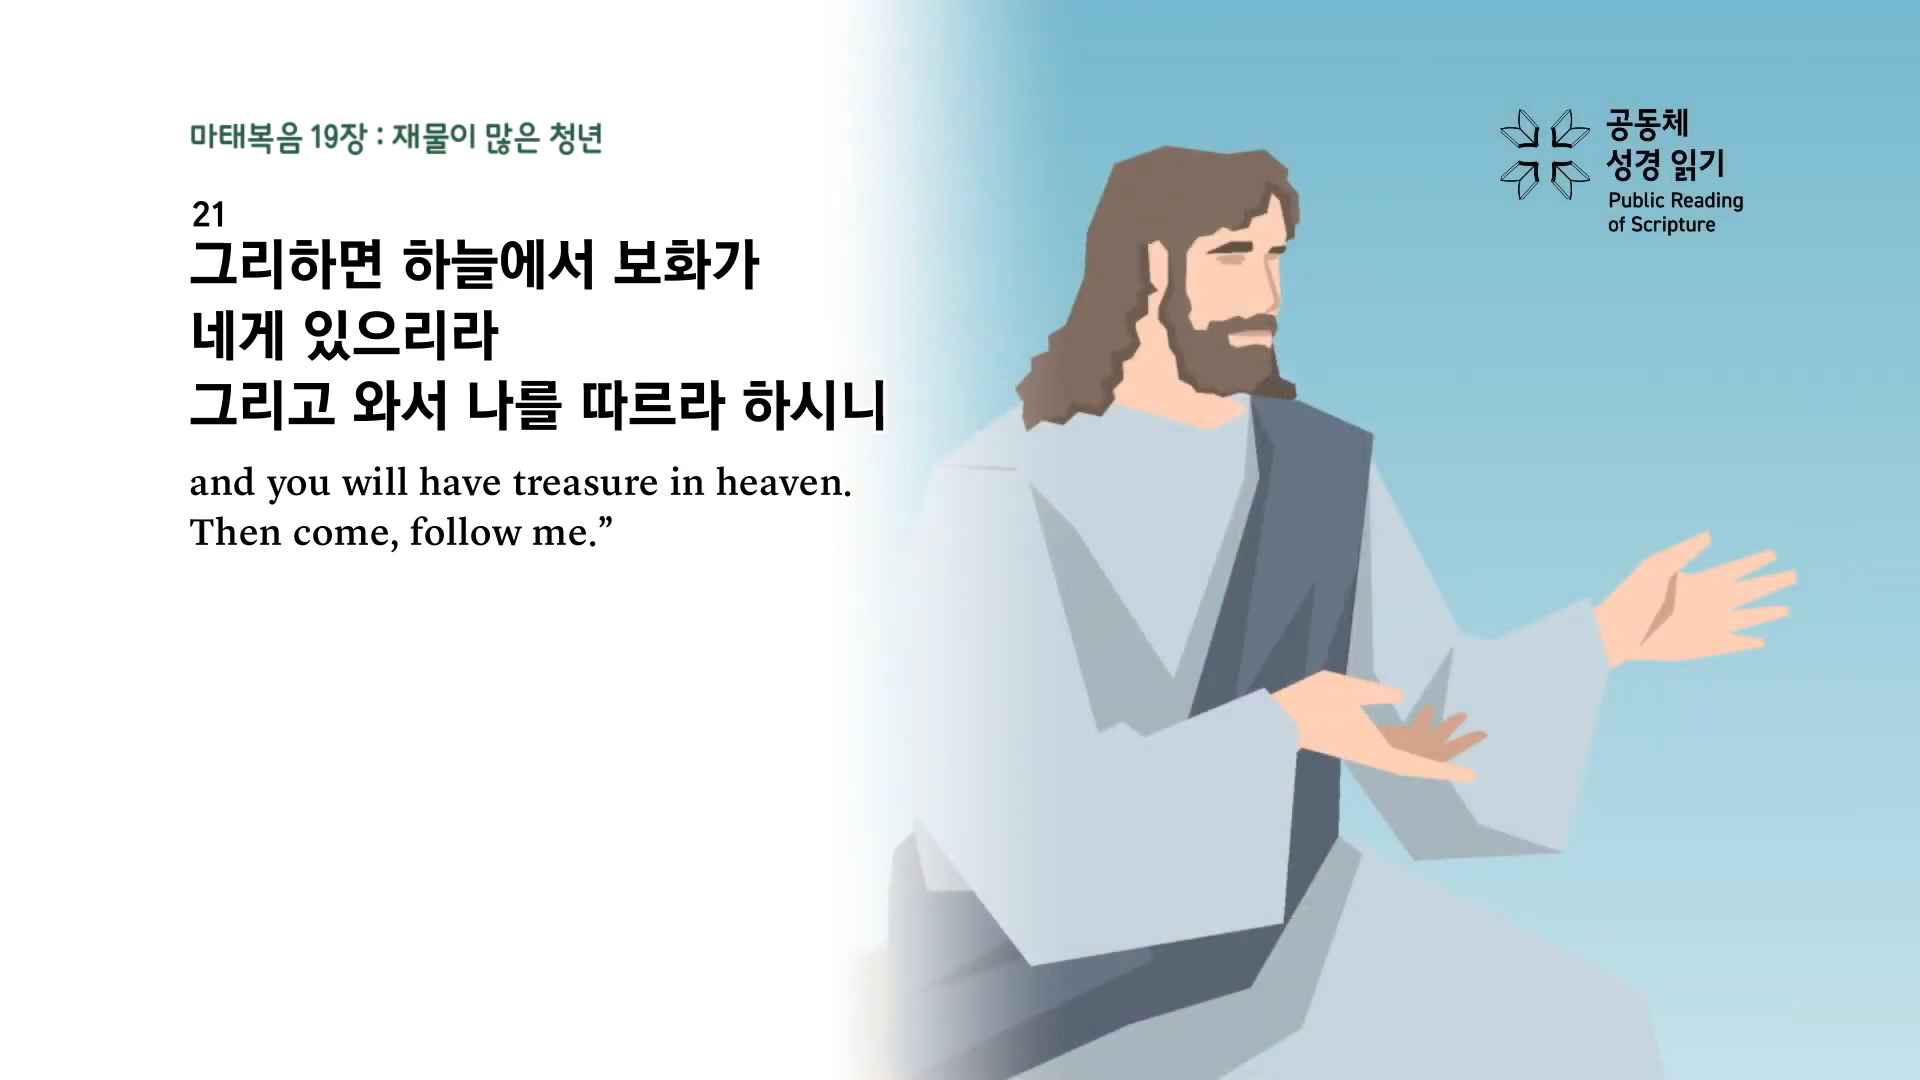 마태복음 19장 : 재물이 많은 청년
21
그리하면 하늘에서 보화가
네게 있으리라
그리고 와서 나를 따르라 하시니
and you will have treasure in heaven.
Then come, follow me.”
공동체
성경 읽기
Public Reading
of Scripture